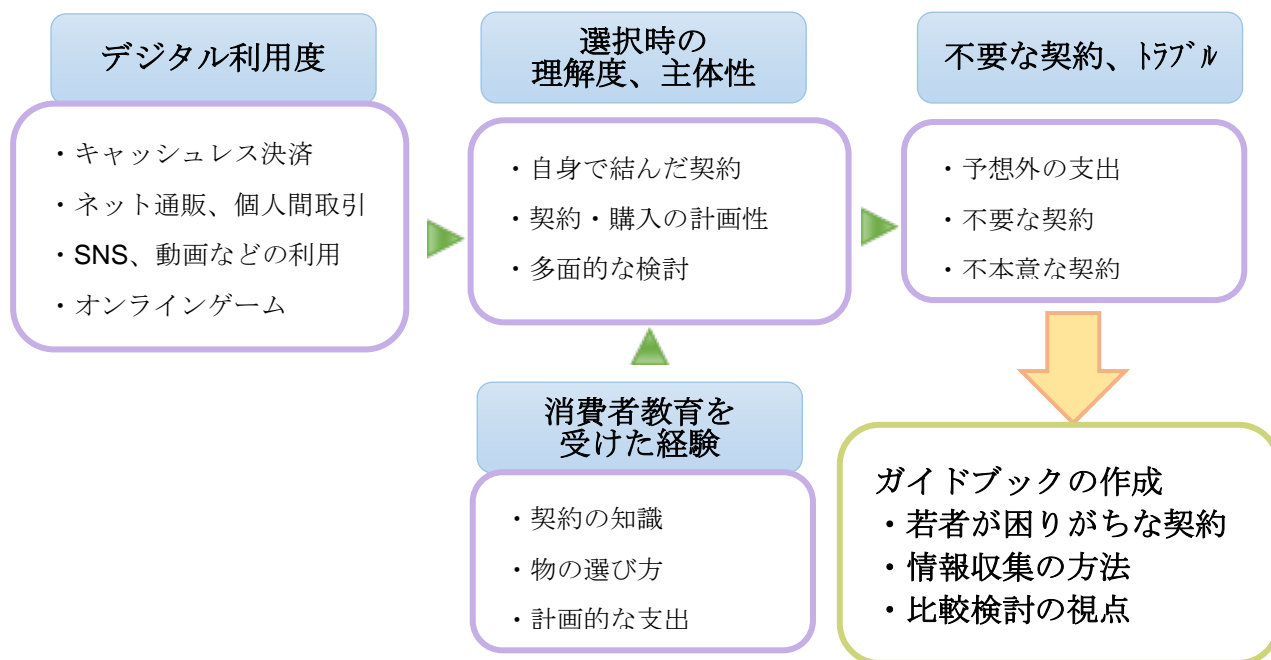 デジタル利用度
・キャッシュレス決済
・ネット通販、個人間取引
・SNS、動画などの利用
・オンラインゲーム
選択時の
理解度、主体性
・自身で結んだ契約
・契約・購入の計画性
・多面的な検討
不要な契約、ﾄﾗﾌﾞﾙ
・予想外の支出
・不要な契約
・不本意な契約
消費者教育を
受けた経験
・契約の知識
・物の選び方
・計画的な支出
ガイドブックの作成
・若者が困りがちな契約
・情報収集の方法
・比較検討の視点